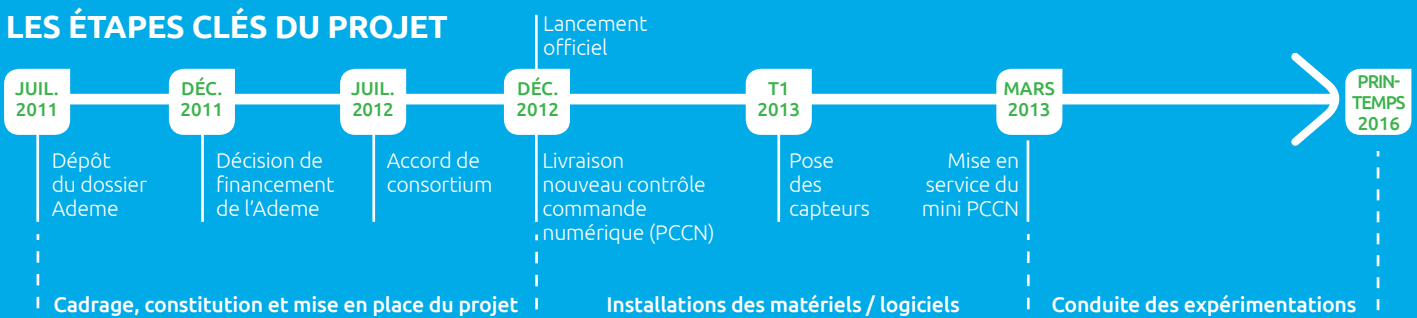 LES ÉTAPES CLÉS DU PROJET
Lancement
officiel
JUIL.
2011
DÉC.
2011
JUIL.
2012
DÉC.
2012
T1
2013
MARS
2013
PRIN-
TEMPS
2016
Dépôt
du dossier
Ademe
Décision de
financement
de l'Ademe
Accord de
consortium
Livraison
nouveau contrôle
commande
numérique (PCCN)
Pose
des
capteurs
Mise en
service du
mini PCCN
Cadrage, constitution et mise en place du projet
Installations des matériels / logiciels
Conduite des expérimentations